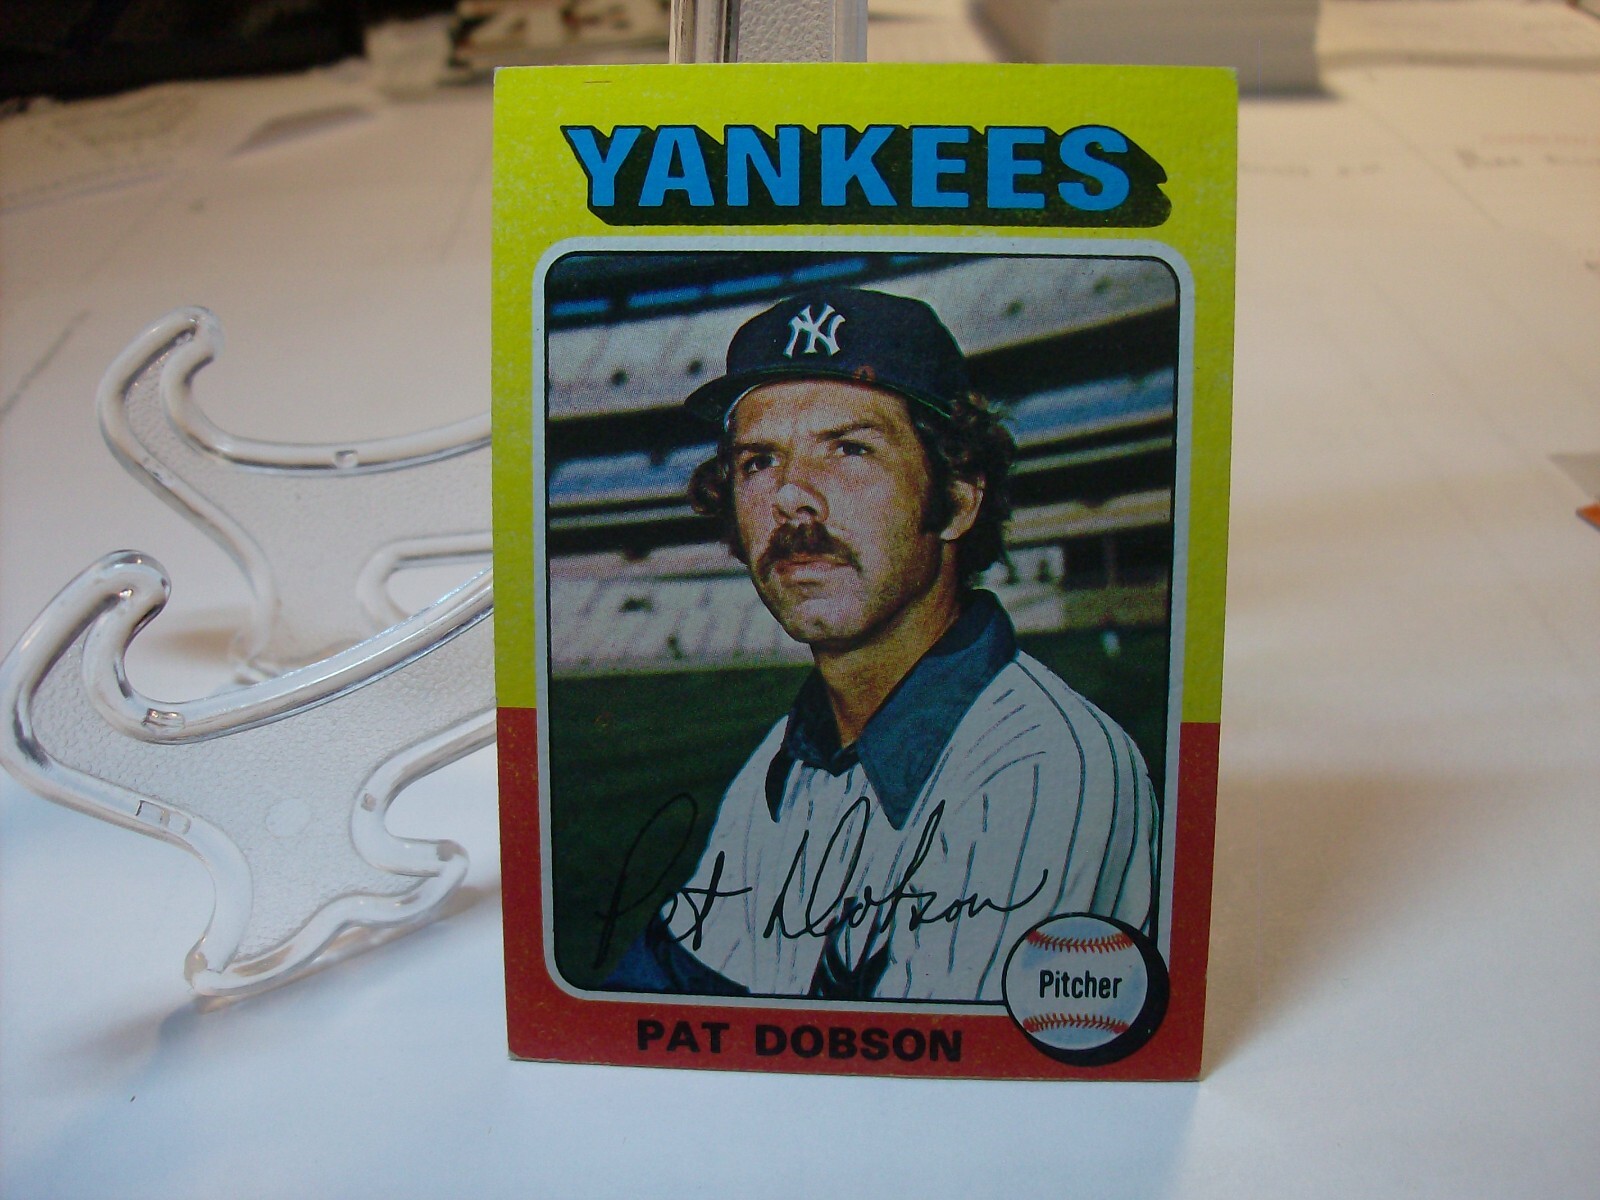 YANKEES
NY
Pat Dobson
Pitcher
PAT DOBSON